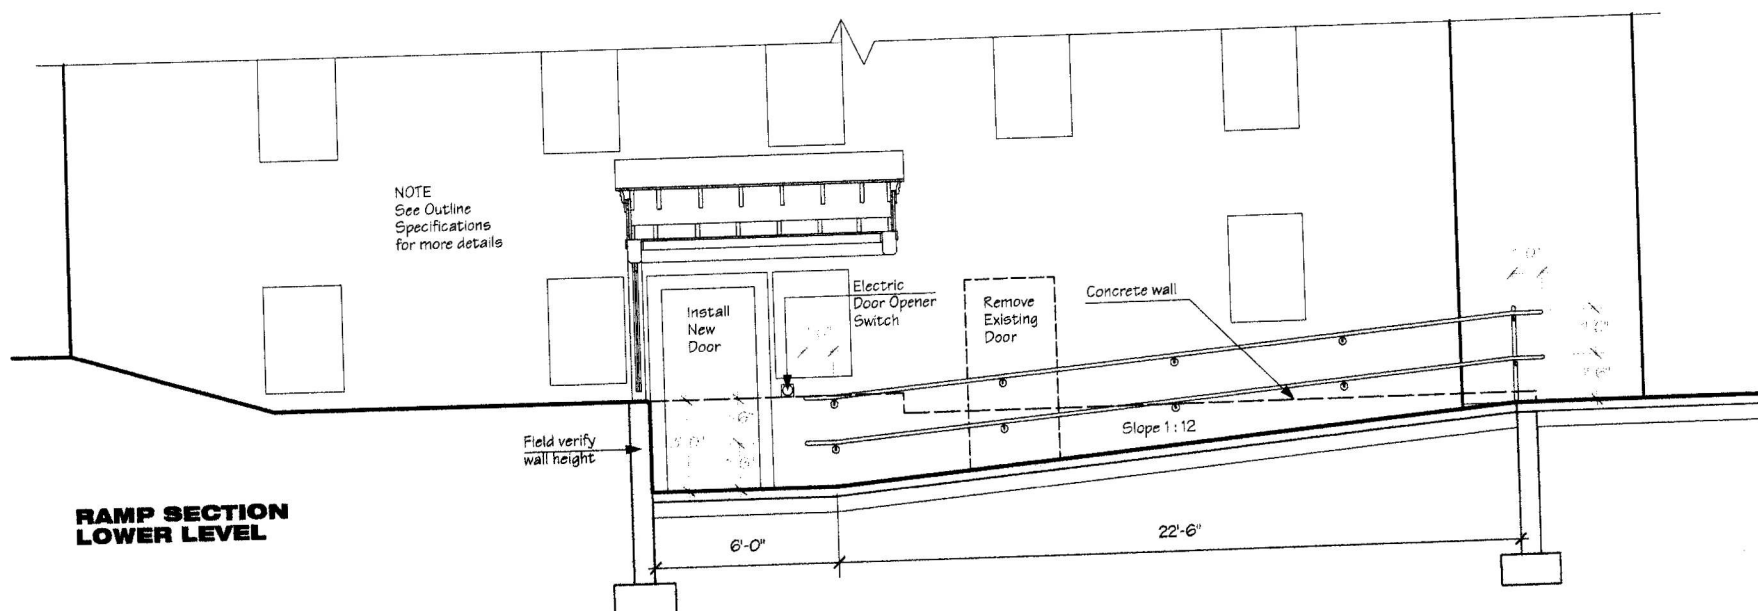 NOTE
See Outline
Specifications
for more details
Install
New
Door
Electric
Door Opener
Switch
Remove
Existing
Door
Concrete wall
Field verify
wall height
Slope 1 : 12
RAMP SECTION
LOWER LEVEL
6'-0"
22'-6"